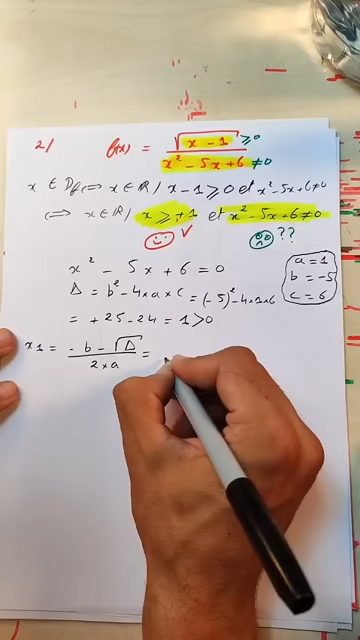 2/ f(x) = √(x - 1) / (x² - 5x + 6) ≥0 ≠0
x ∈ Df ⟺ x ∈ ℝ / x - 1 ≥ 0 et x² - 5x + 6 ≠ 0
⟺ x ∈ ℝ / x ≥ +1 et x² - 5x + 6 ≠ 0
✓ ??
x² - 5x + 6 = 0
a = 1
b = -5
c = 6
Δ = b² - 4×a×c = (-5)² - 4×1×6
= +25 - 24 = 1 > 0
x1 = (-b - √Δ) / (2×a) =